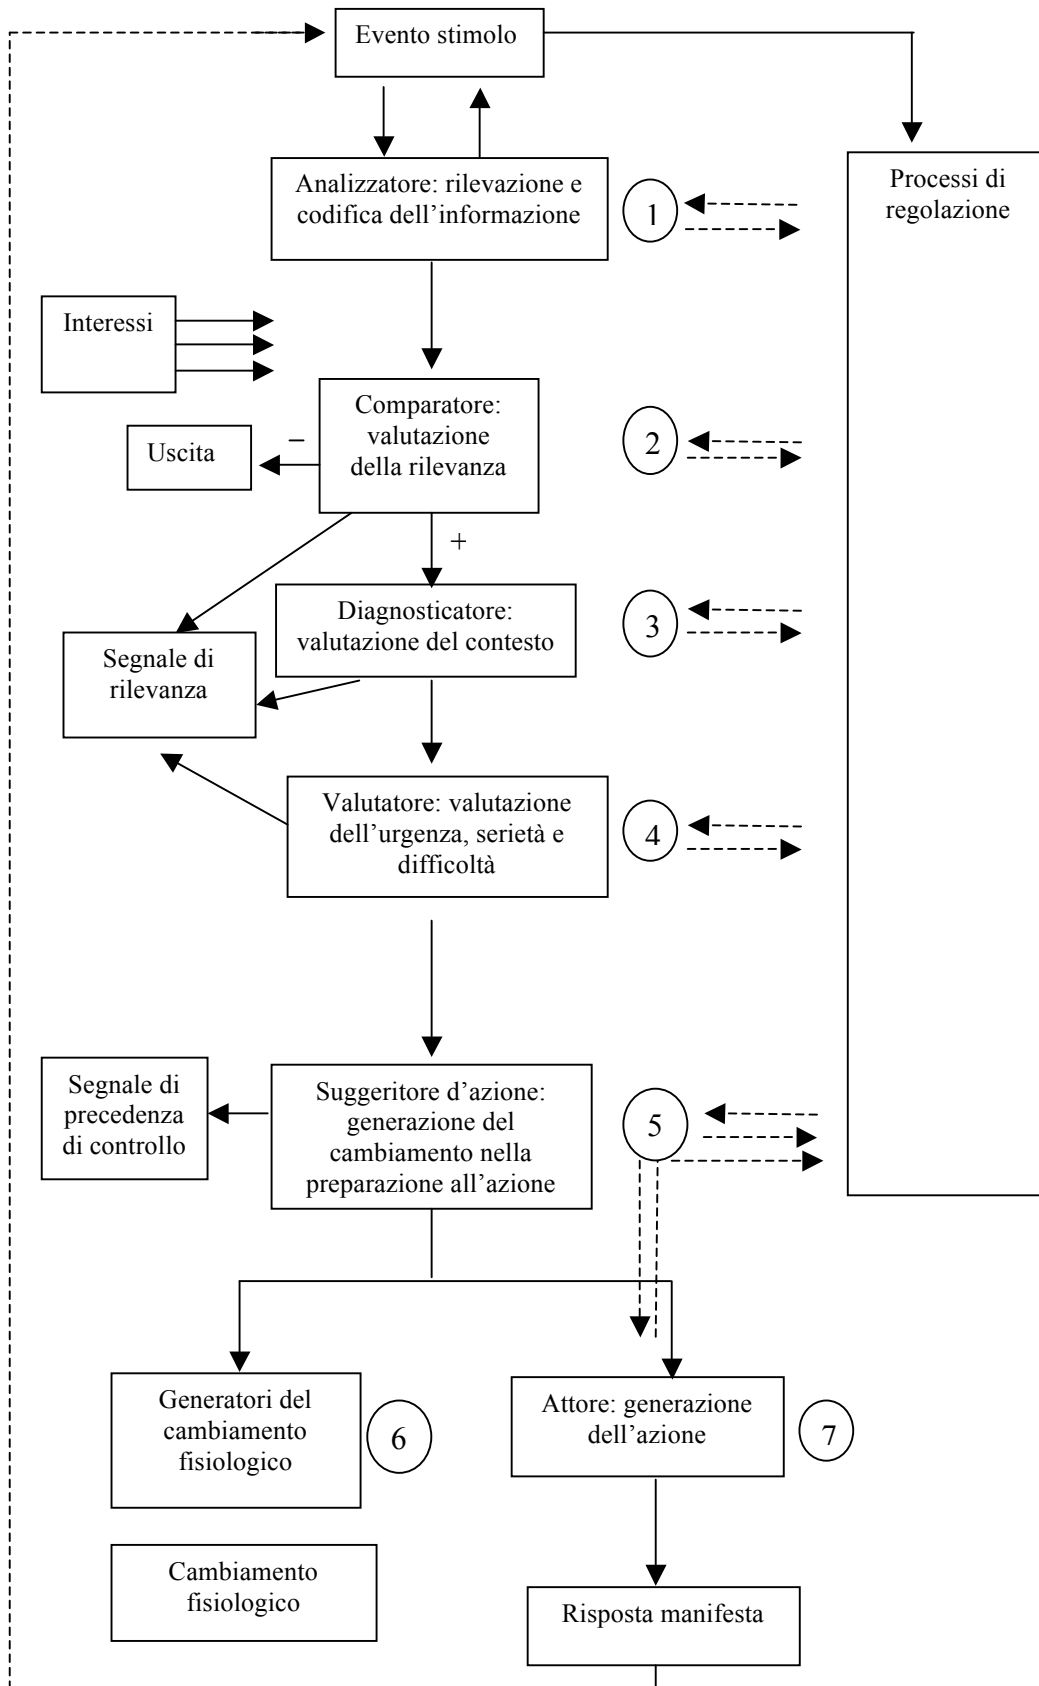 Evento stimolo
Analizzatore: rilevazione e
codifica dell’informazione
1
Processi di
regolazione
Interessi
Comparatore:
valutazione
della rilevanza
2
–
Uscita
+
Diagnosticatore:
valutazione del contesto
3
Segnale di
rilevanza
Valutatore: valutazione
dell’urgenza, serietà e
difficoltà
4
Segnale di
precedenza
di controllo
Suggeritore d’azione:
generazione del
cambiamento nella
preparazione all’azione
5
Generatori del
cambiamento
fisiologico
6
Attore: generazione
dell’azione
7
Cambiamento
fisiologico
Risposta manifesta